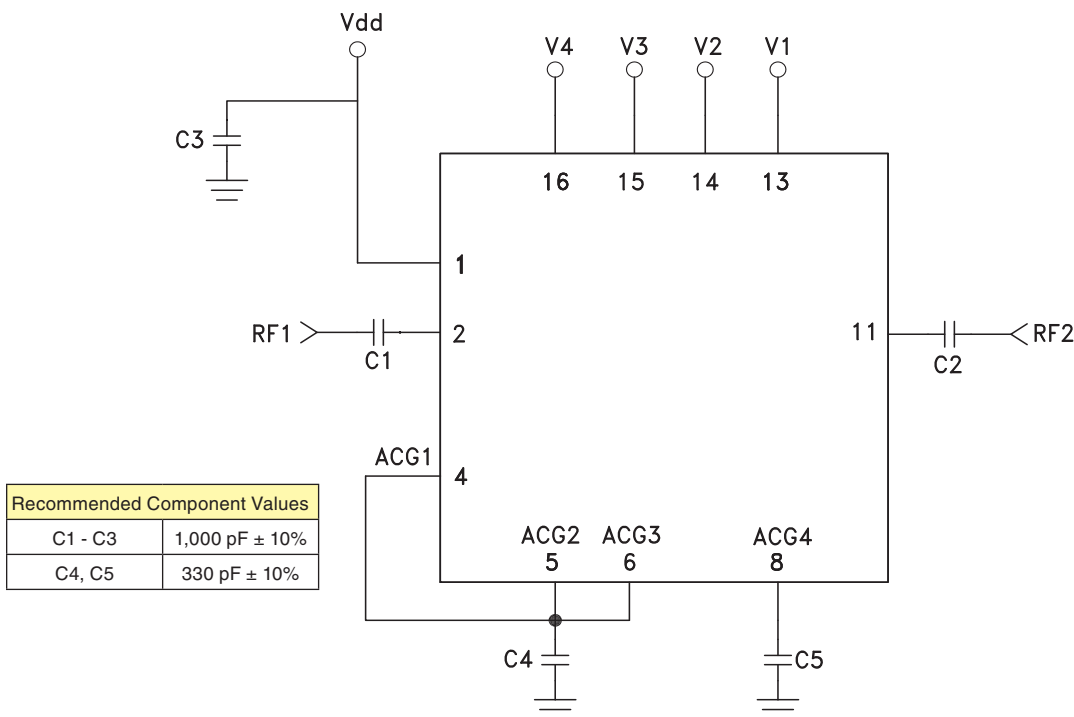 Vdd
V4 V3 V2 V1
C3
16 15 14 13
1
RF1 C1 2
11 C2 RF2
ACG1 4
Recommended Component Values
C1 - C3 1,000 pF ± 10%
C4, C5 330 pF ± 10%
ACG2 ACG3 ACG4
5 6 8
C4 C5